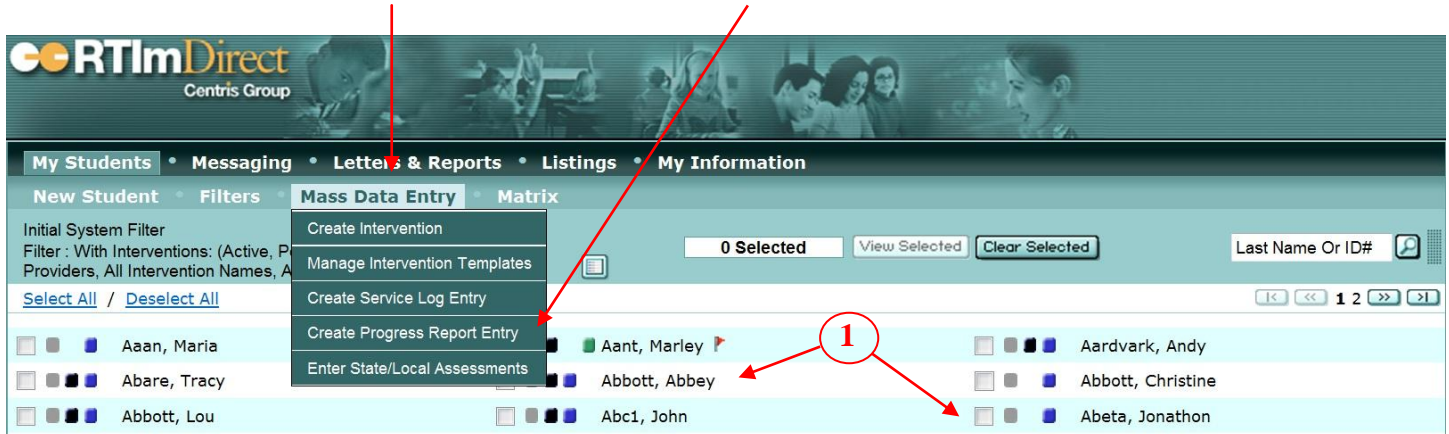 RTImDirect
Centris Group
My Students • Messaging • Letters & Reports • Listings • My Information
New Student • Filters • Mass Data Entry • Matrix
Initial System Filter
Filter : With Interventions: (Active, P
Providers, All Intervention Names, A
Create Intervention
Manage Intervention Templates
Create Service Log Entry
Create Progress Report Entry
Enter State/Local Assessments
0 Selected View Selected Clear Selected Last Name Or ID#
Select All / Deselect All 1 2
Aaan, Maria Aant, Marley Aardvark, Andy
1
Abare, Tracy Abbott, Abbey Abbott, Christine
Abbott, Lou Abc1, John Abeta, Jonathon